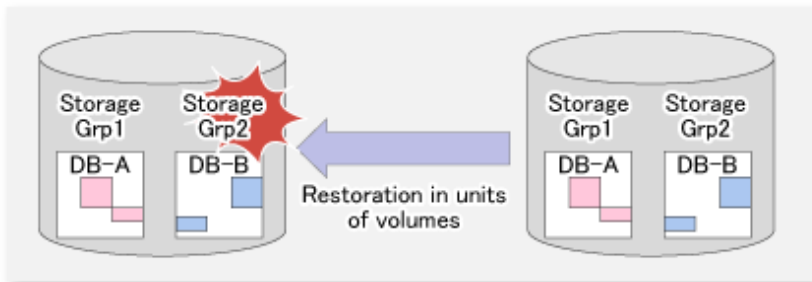 Storage
Grp1
Storage
Grp2
DB-A
DB-B
Restoration in units
of volumes
Storage
Grp1
Storage
Grp2
DB-A
DB-B